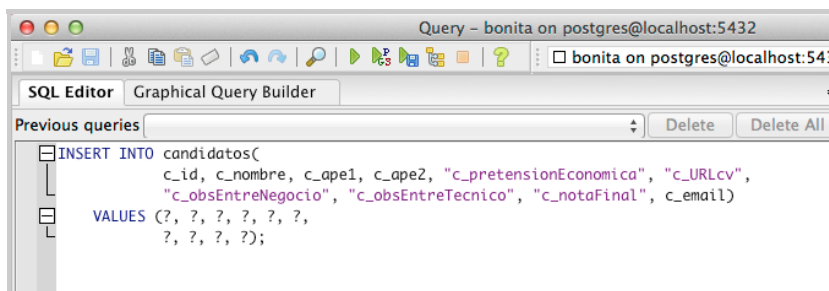 Query – bonita on postgres@localhost:5432
bonita on postgres@localhost:543
SQL Editor Graphical Query Builder
Previous queries Delete Delete All
INSERT INTO candidatos(
c_id, c_nombre, c_ape1, c_ape2, "c_pretensionEconomica", "c_URLcv",
"c_obsEntreNegocio", "c_obsEntreTecnico", "c_notaFinal", c_email)
VALUES (?, ?, ?, ?, ?, ?,
?, ?, ?, ?);